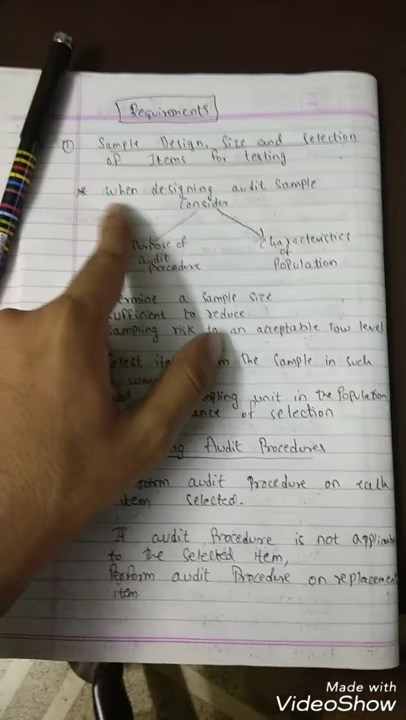 Requirements
① Sample Design, Size and Selection
of Items for testing
* When designing audit sample
Consider
Purpose of
audit
Procedure
Characteristics
of
Population
a Sample size
sufficient to reduce
Sampling risk to an acceptable low level
the Sample in such
unit in the Population
of selection
Audit Procedures
audit Procedure on each
item selected.
If audit Procedure is not
to the selected item,
Perform audit Procedure on replacement
item
Made with
VideoShow